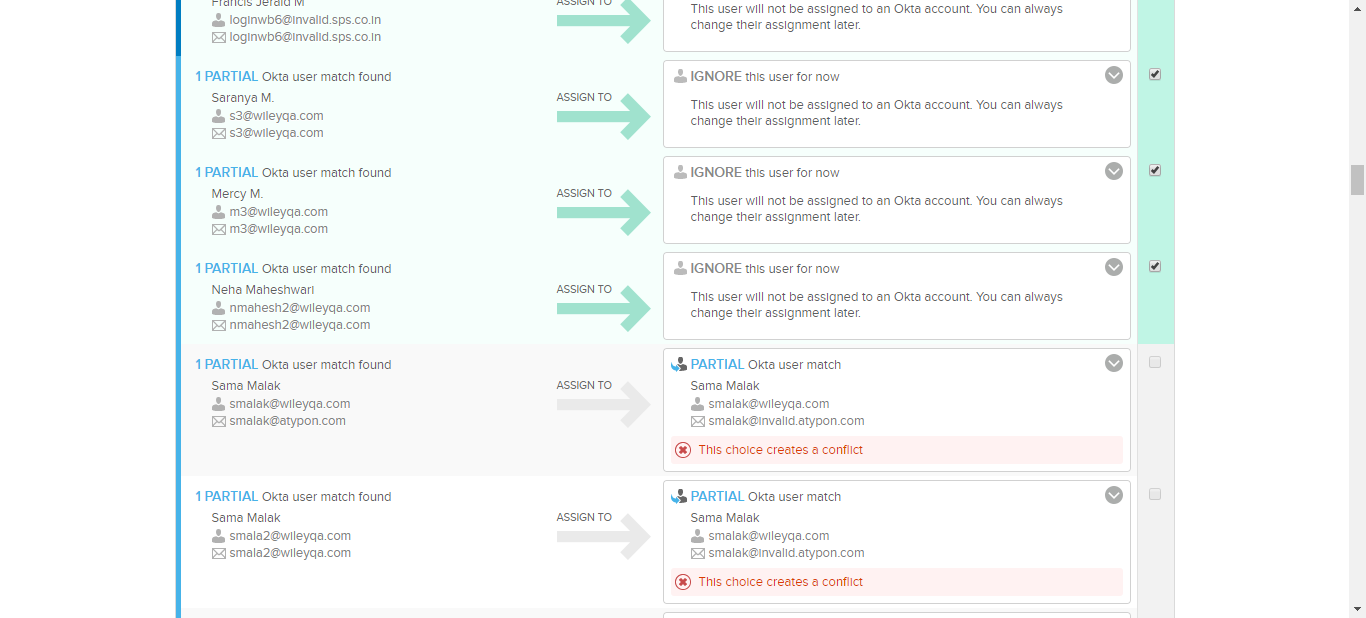 Francis Jerald M
ASSIGN TO
loginwb6@invalid.sps.co.in
loginwb6@invalid.sps.co.in
This user will not be assigned to an Okta account. You can always
change their assignment later.
1 PARTIAL Okta user match found
Saranya M.
s3@wileyqa.com
s3@wileyqa.com
ASSIGN TO
IGNORE this user for now
This user will not be assigned to an Okta account. You can always
change their assignment later.
1 PARTIAL Okta user match found
Mercy M.
m3@wileyqa.com
m3@wileyqa.com
ASSIGN TO
IGNORE this user for now
This user will not be assigned to an Okta account. You can always
change their assignment later.
1 PARTIAL Okta user match found
Neha Maheshwari
nmahesh2@wileyqa.com
nmahesh2@wileyqa.com
ASSIGN TO
IGNORE this user for now
This user will not be assigned to an Okta account. You can always
change their assignment later.
1 PARTIAL Okta user match found
Sama Malak
smalak@wileyqa.com
smalak@atypon.com
ASSIGN TO
PARTIAL Okta user match
Sama Malak
smalak@wileyqa.com
smalak@invalid.atypon.com
This choice creates a conflict
1 PARTIAL Okta user match found
Sama Malak
smala2@wileyqa.com
smala2@wileyqa.com
ASSIGN TO
PARTIAL Okta user match
Sama Malak
smalak@wileyqa.com
smalak@invalid.atypon.com
This choice creates a conflict